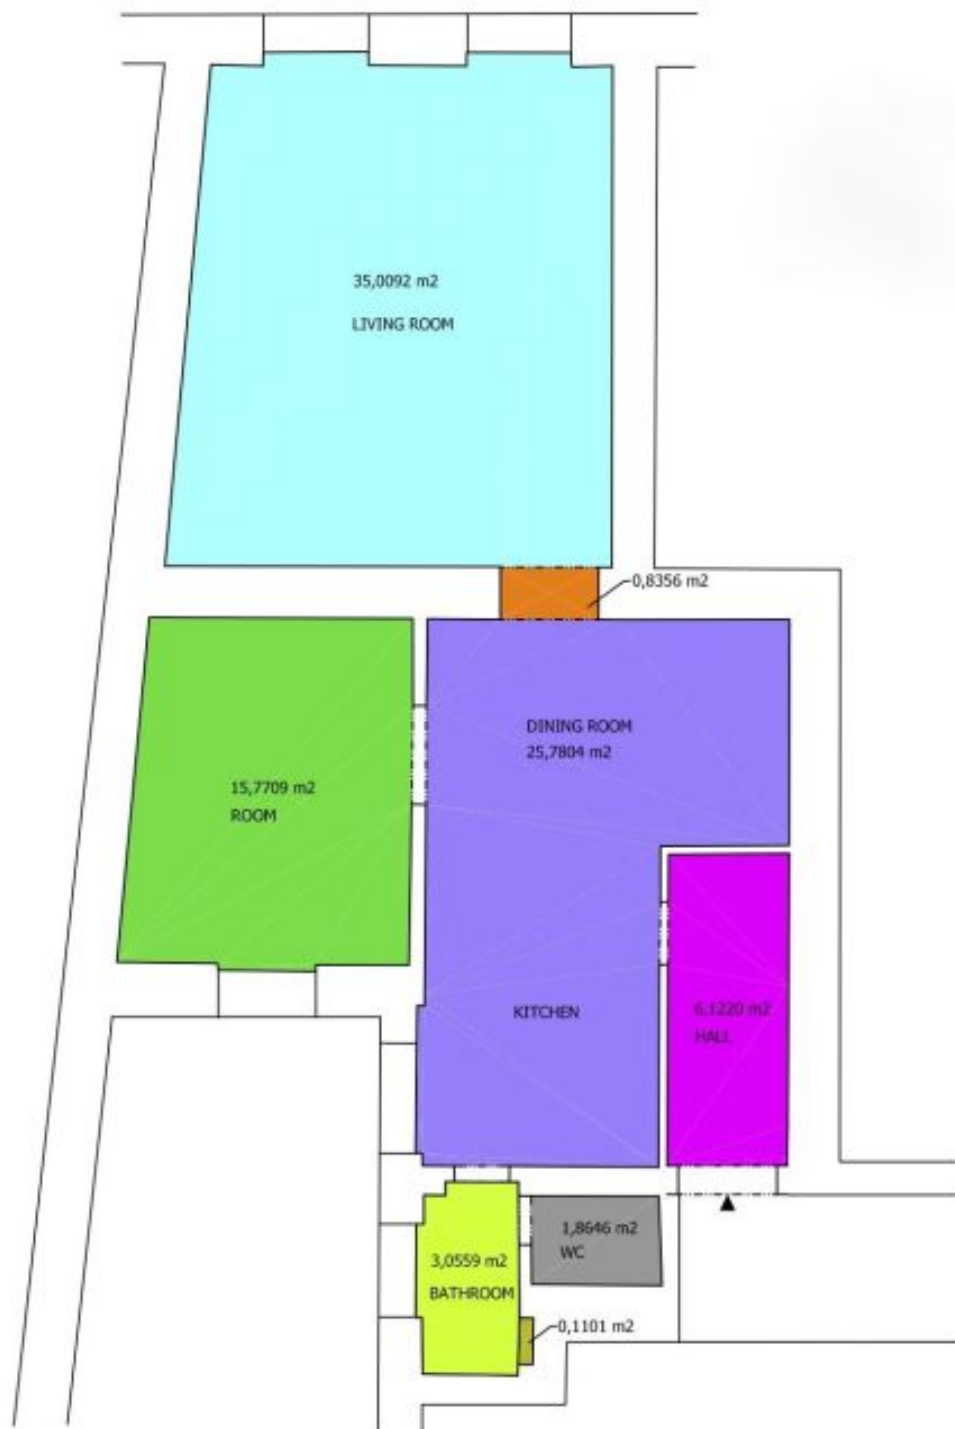 35,0092 m2
LIVING ROOM
0,8356 m2
DINING ROOM
25,7804 m2
15,7709 m2
ROOM
KITCHEN
6,1220 m2
HALL
1,8646 m2
WC
3,0559 m2
BATHROOM
0,1101 m2